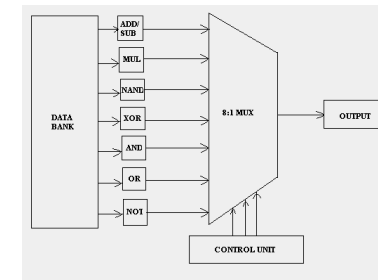 ADD/
SUB
MUL
NAND
DATA
BANK
XOR
8:1 MUX
OUTPUT
AND
OR
NOT
CONTROL UNIT